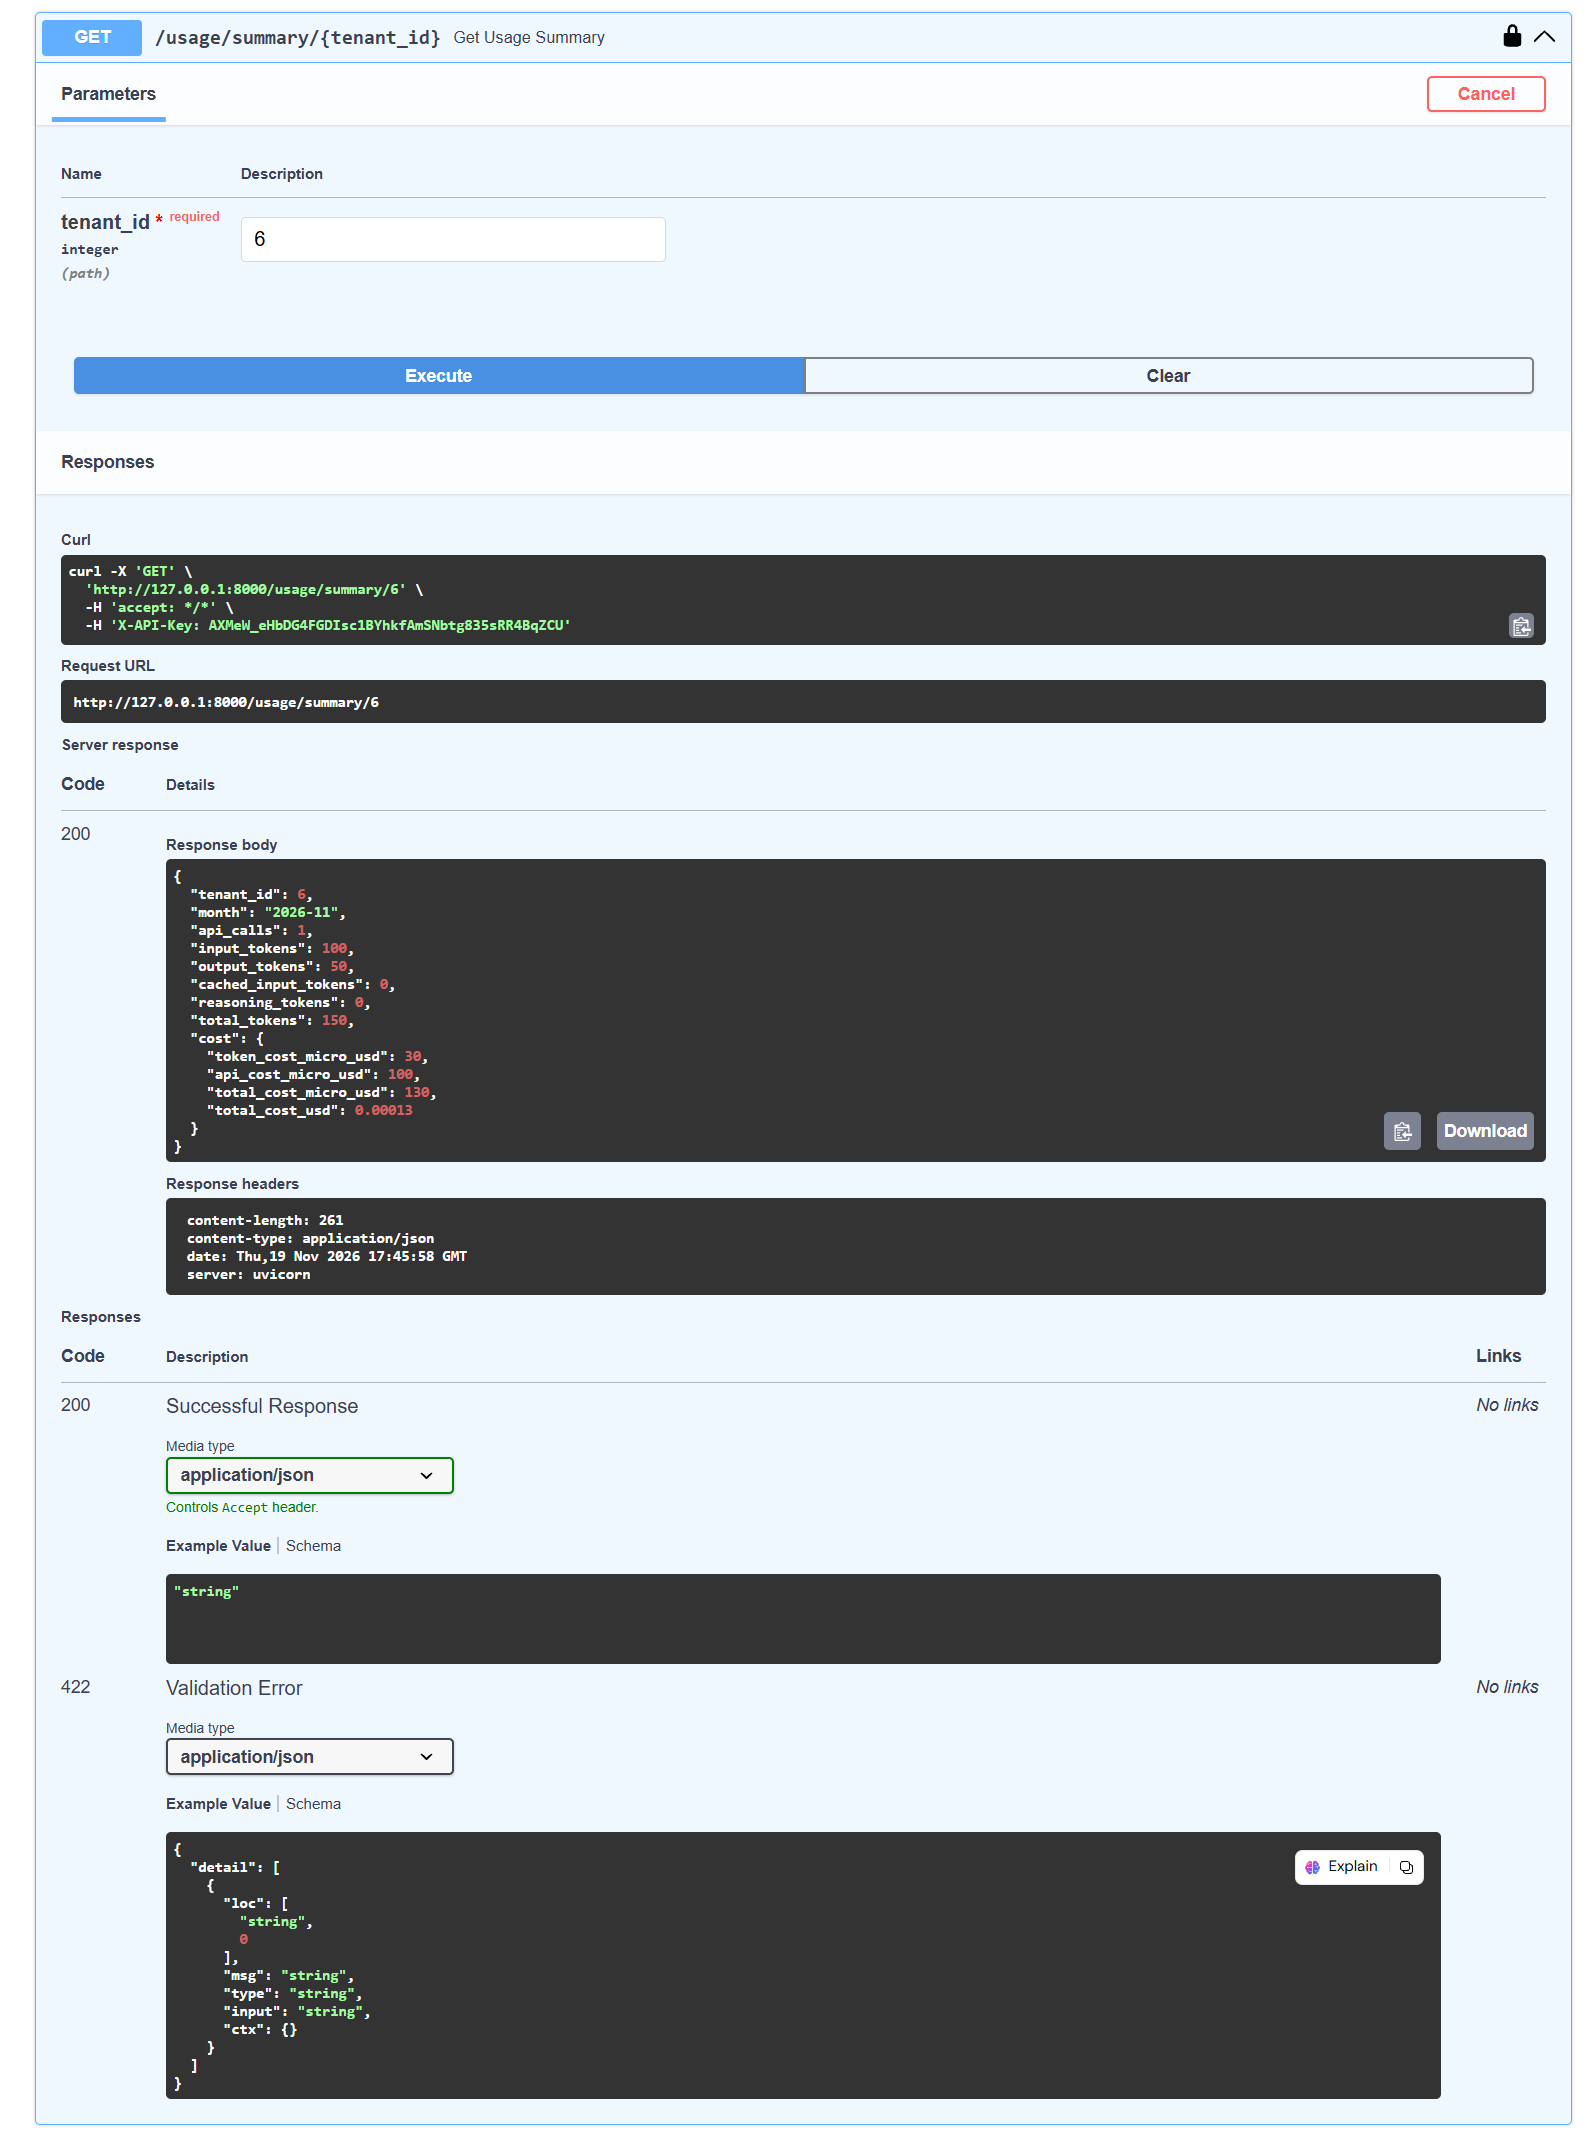 GET /usage/summary/{tenant_id} Get Usage Summary
Parameters
Cancel
Name Description
tenant_id * required
integer
(path)
6
Execute Clear
Responses
Curl
curl -X 'GET' \
  'http://127.0.0.1:8000/usage/summary/6' \
  -H 'accept: */*' \
  -H 'X-API-Key: AXMeW_eHbDG4FGDIsc1BYhkfAmSNbtg835sRR4BqZCU'
Request URL
http://127.0.0.1:8000/usage/summary/6
Server response
Code Details
200
Response body
{
  "tenant_id": 6,
  "month": "2026-11",
  "api_calls": 1,
  "input_tokens": 100,
  "output_tokens": 50,
  "cached_input_tokens": 0,
  "reasoning_tokens": 0,
  "total_tokens": 150,
  "cost": {
    "token_cost_micro_usd": 30,
    "api_cost_micro_usd": 100,
    "total_cost_micro_usd": 130,
    "total_cost_usd": 0.00013
  }
}
Download
Response headers
content-length: 261
content-type: application/json
date: Thu,19 Nov 2026 17:45:58 GMT
server: uvicorn
Responses
Code Description Links
200 Successful Response No links
Media type
application/json
Controls Accept header.
Example Value Schema
"string"
422 Validation Error No links
Media type
application/json
Example Value Schema
Explain
{
  "detail": [
    {
      "loc": [
        "string",
        0
      ],
      "msg": "string",
      "type": "string",
      "input": "string",
      "ctx": {}
    }
  ]
}